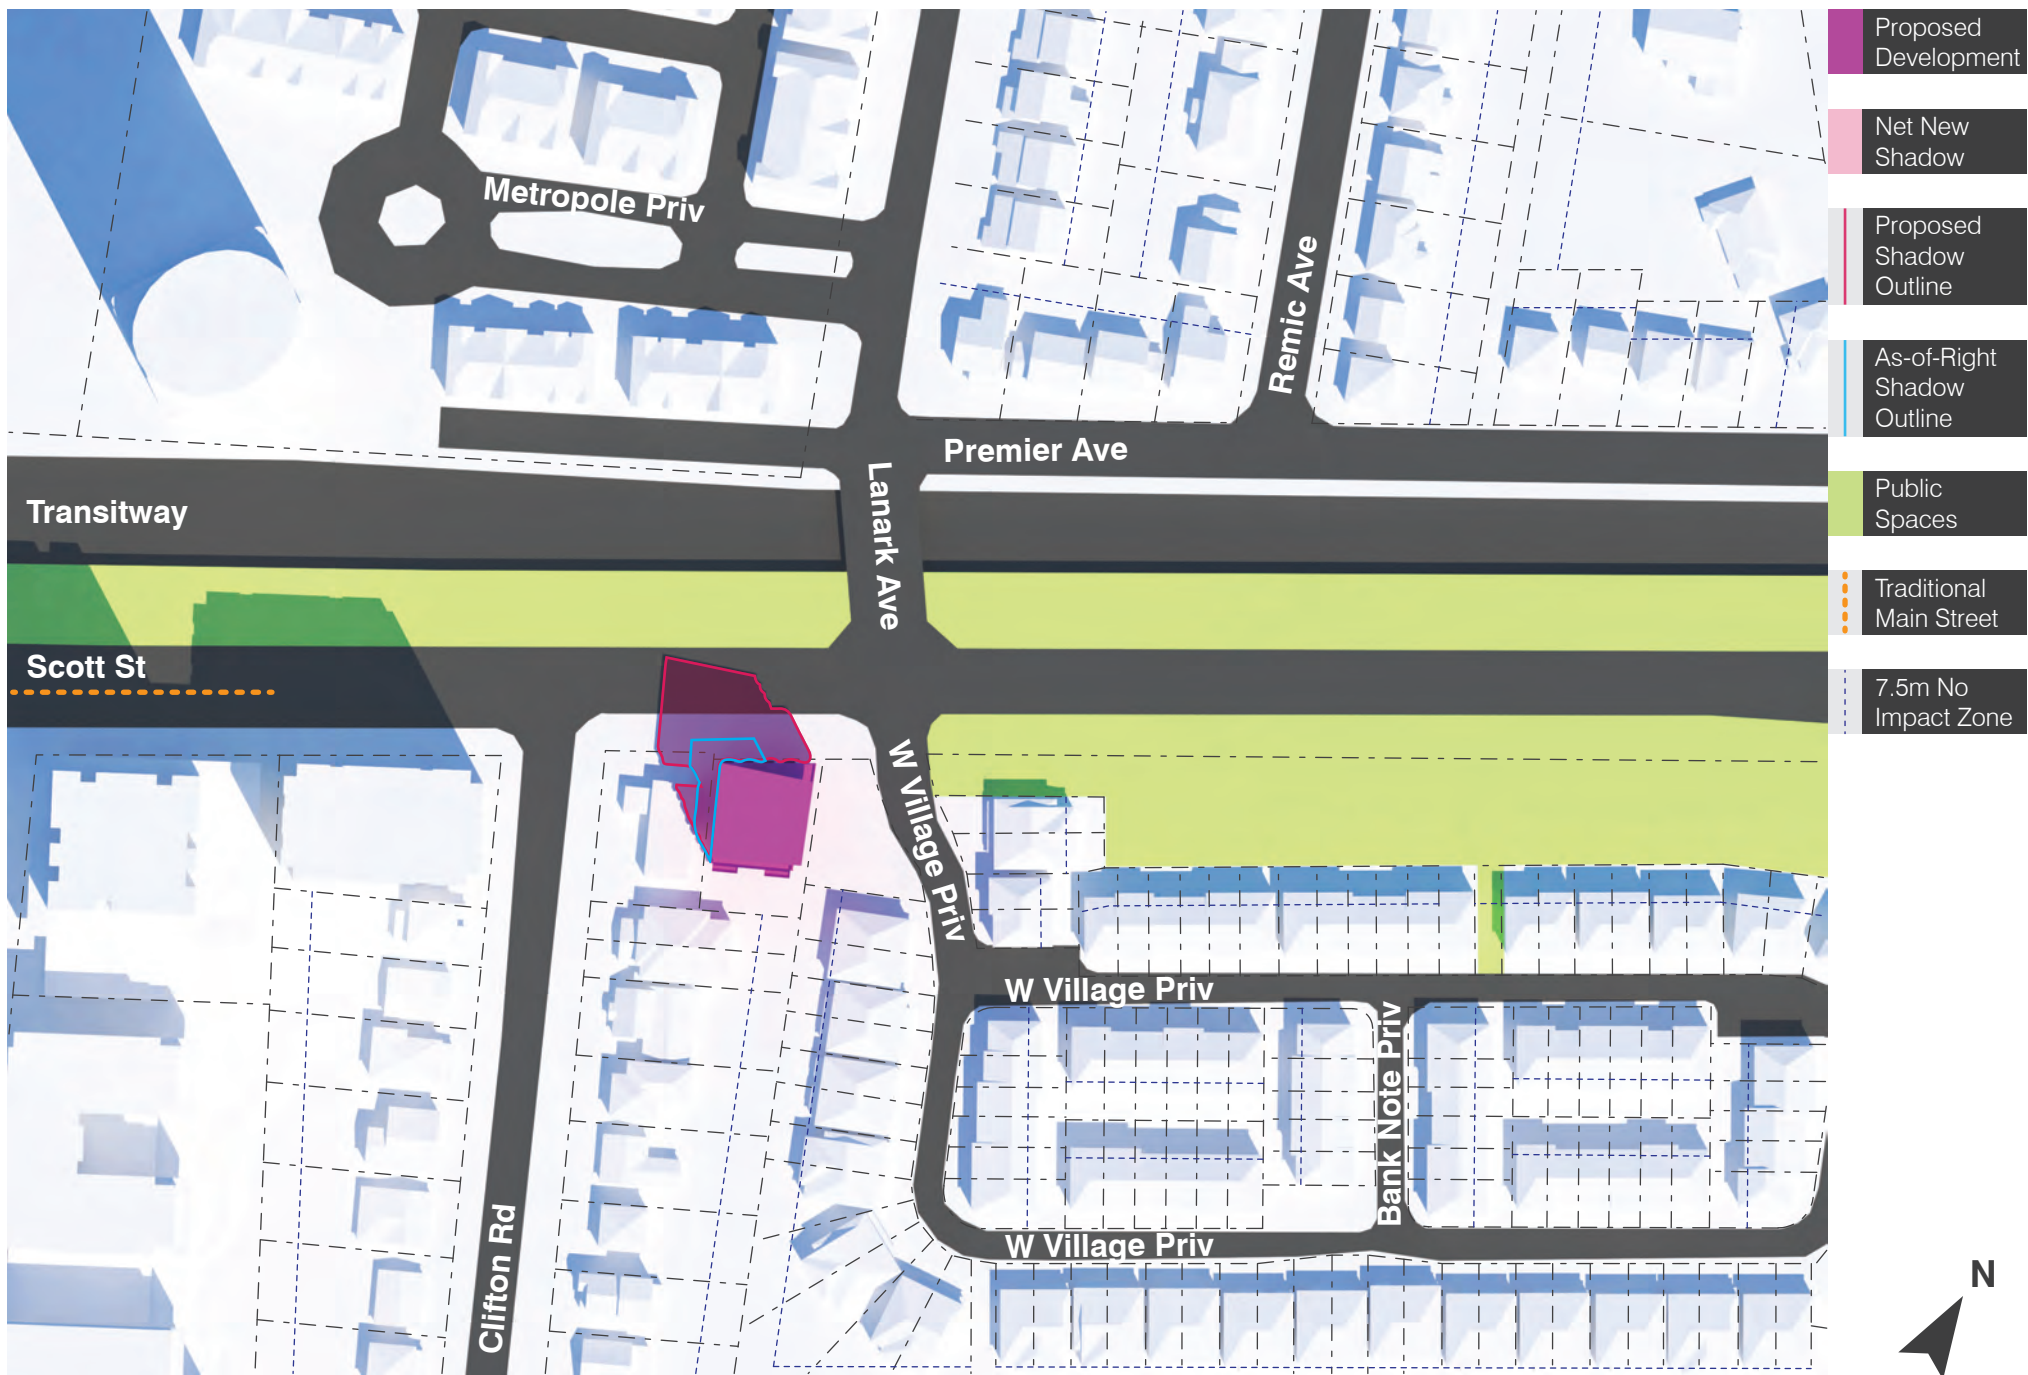 Metropole Priv
Remic Ave
Premier Ave
Lanark Ave
Transitway
Scott St
W Village Priv
W Village Priv
Bank Note Priv
W Village Priv
Clifton Rd
Proposed
Development
Net New
Shadow
Proposed
Shadow
Outline
As-of-Right
Shadow
Outline
Public
Spaces
Traditional
Main Street
7.5m No
Impact Zone
N